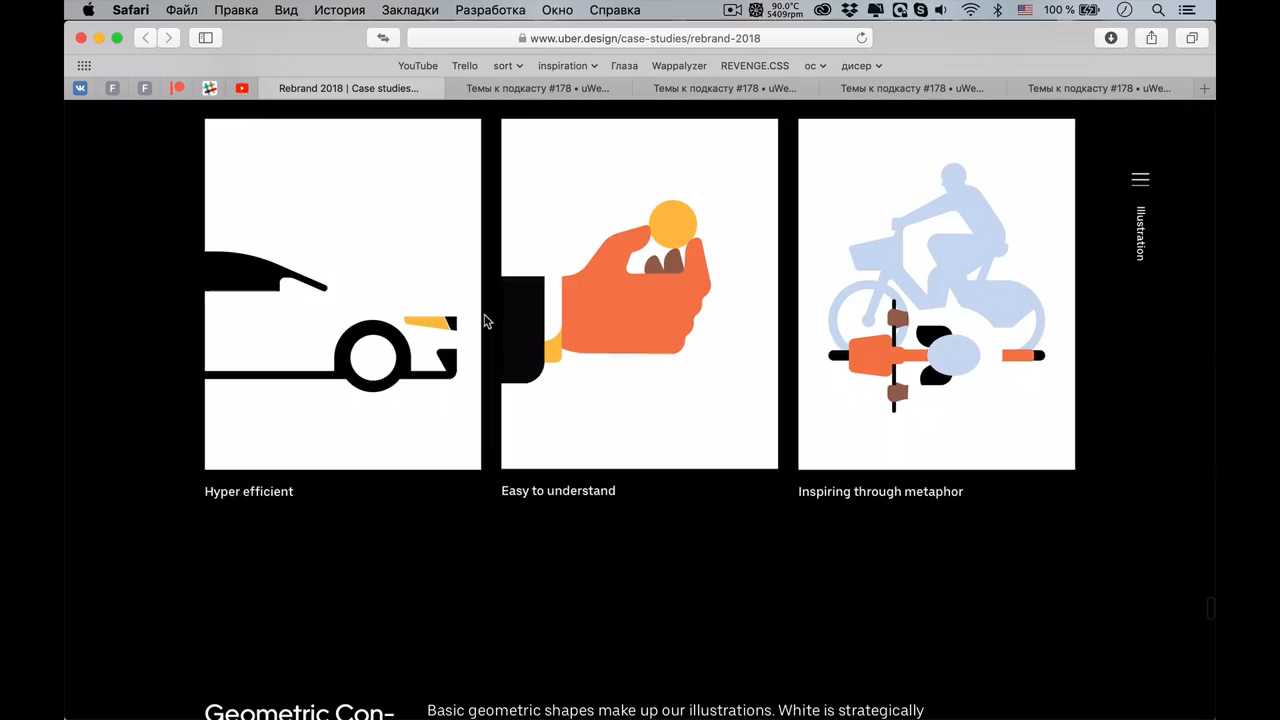 Safari Файл Правка Вид История Закладки Разработка Окно Справка 90.0°C 5409rpm 100 %
www.uber.design/case-studies/rebrand-2018
YouTube Trello sort inspiration Глаза Wappalyzer REVENGE.CSS ос дисер
F F Rebrand 2018 | Case studies... Темы к подкасту #178 • uWe... Темы к подкасту #178 • uWe... Темы к подкасту #178 • uWe... Темы к подкасту #178 • uWe...
Illustration
Hyper efficient
Easy to understand
Inspiring through metaphor
Geometric Con-
Basic geometric shapes make up our illustrations. White is strategically